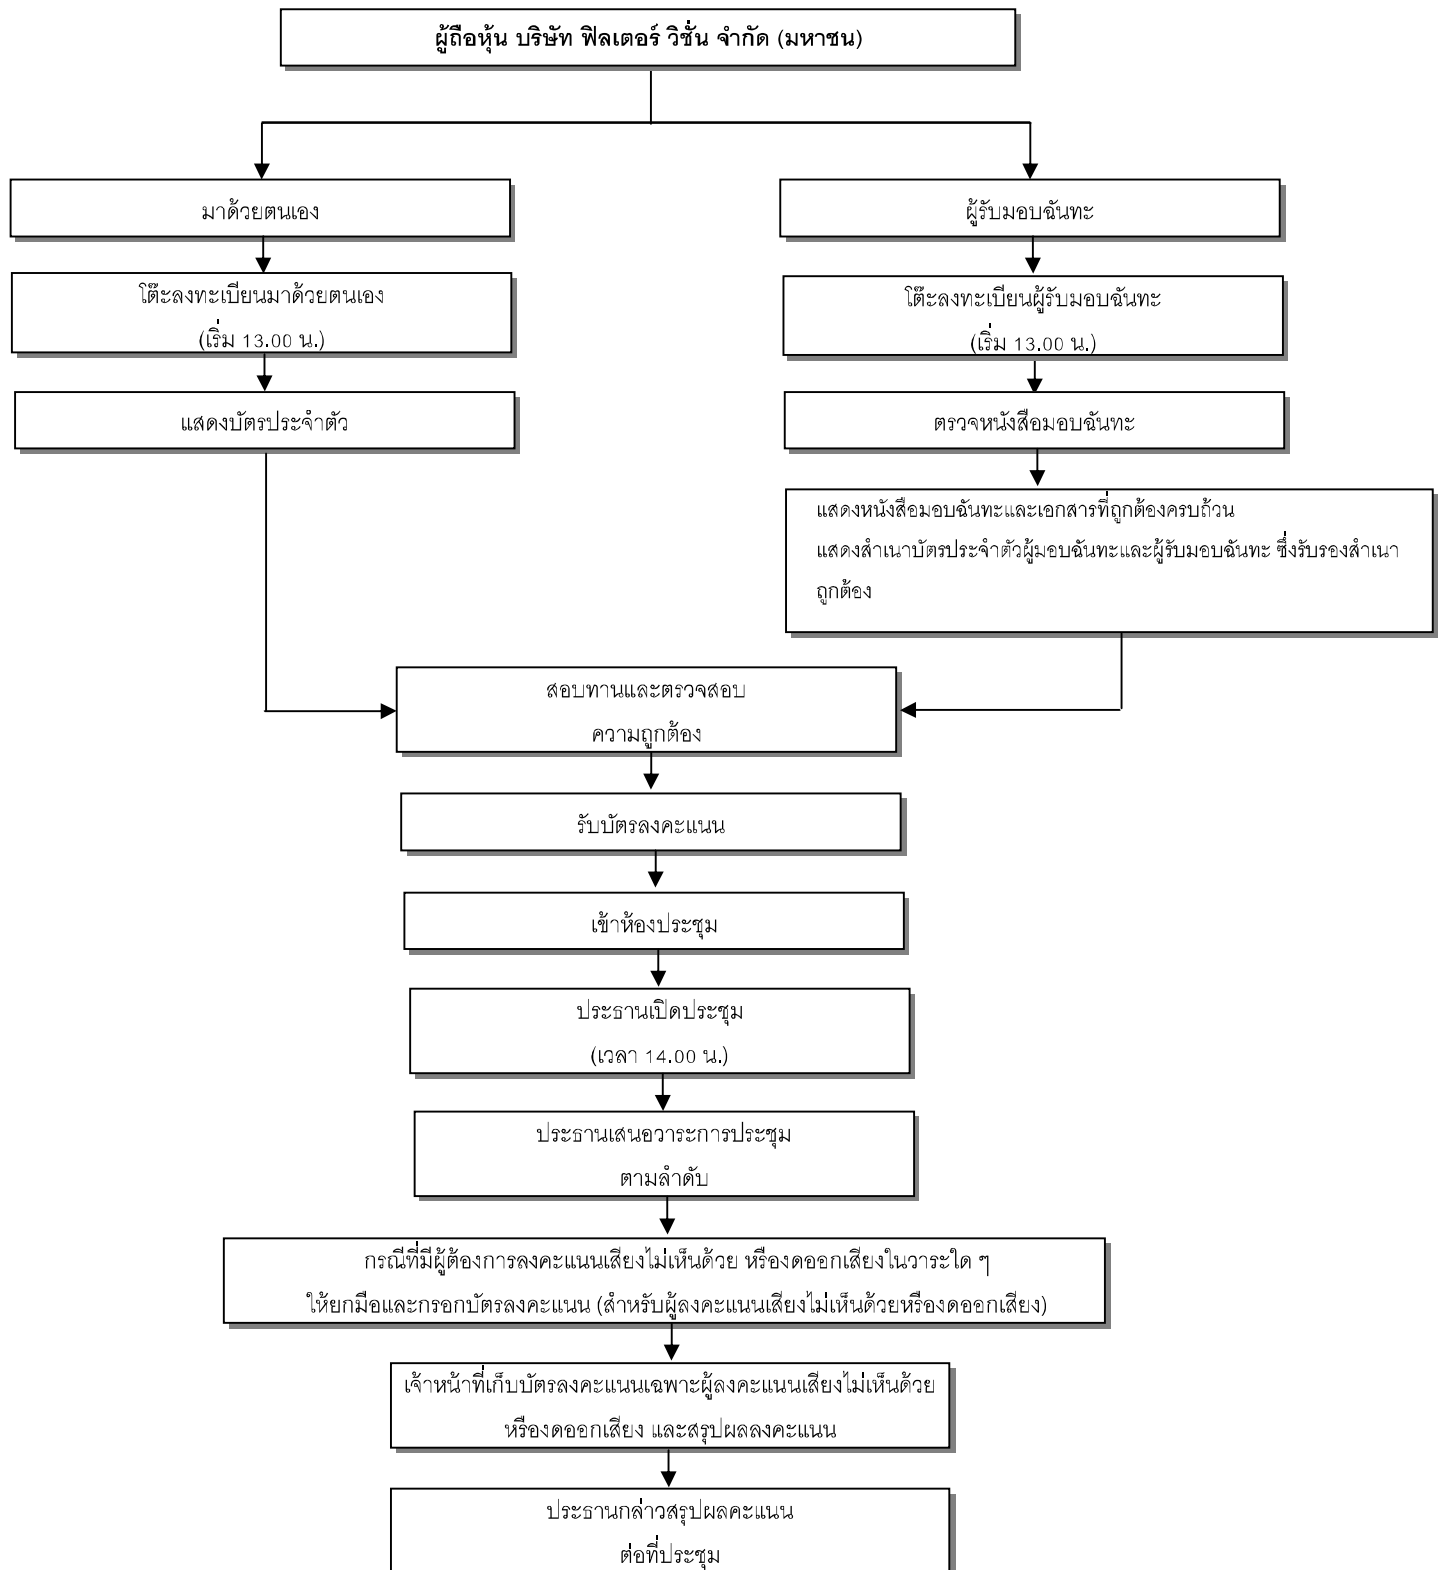 ผู้ถือหุ้น บริษัท ฟิลเตอร์ วิชั่น จำกัด (มหาชน)
มาด้วยตนเอง
ผู้รับมอบฉันทะ
โต๊ะลงทะเบียนมาด้วยตนเอง
(เริ่ม 13.00 น.)
โต๊ะลงทะเบียนผู้รับมอบฉันทะ
(เริ่ม 13.00 น.)
แสดงบัตรประจำตัว
ตรวจหนังสือมอบฉันทะ
แสดงหนังสือมอบฉันทะและเอกสารที่ถูกต้องครบถ้วน
แสดงสำเนาบัตรประจำตัวผู้มอบฉันทะและผู้รับมอบฉันทะ ซึ่งรับรองสำเนา
ถูกต้อง
สอบทานและตรวจสอบ
ความถูกต้อง
รับบัตรลงคะแนน
เข้าห้องประชุม
ประธานเปิดประชุม
(เวลา 14.00 น.)
ประธานเสนอวาระการประชุม
ตามลำดับ
กรณีที่มีผู้ต้องการลงคะแนนเสียงไม่เห็นด้วย หรืองดออกเสียงในวาระใด ๆ
ให้ยกมือและกรอกบัตรลงคะแนน (สำหรับผู้ลงคะแนนเสียงไม่เห็นด้วยหรืองดออกเสียง)
เจ้าหน้าที่เก็บบัตรลงคะแนนเฉพาะผู้ลงคะแนนเสียงไม่เห็นด้วย
หรืองดออกเสียง และสรุปผลลงคะแนน
ประธานกล่าวสรุปผลคะแนน
ต่อที่ประชุม